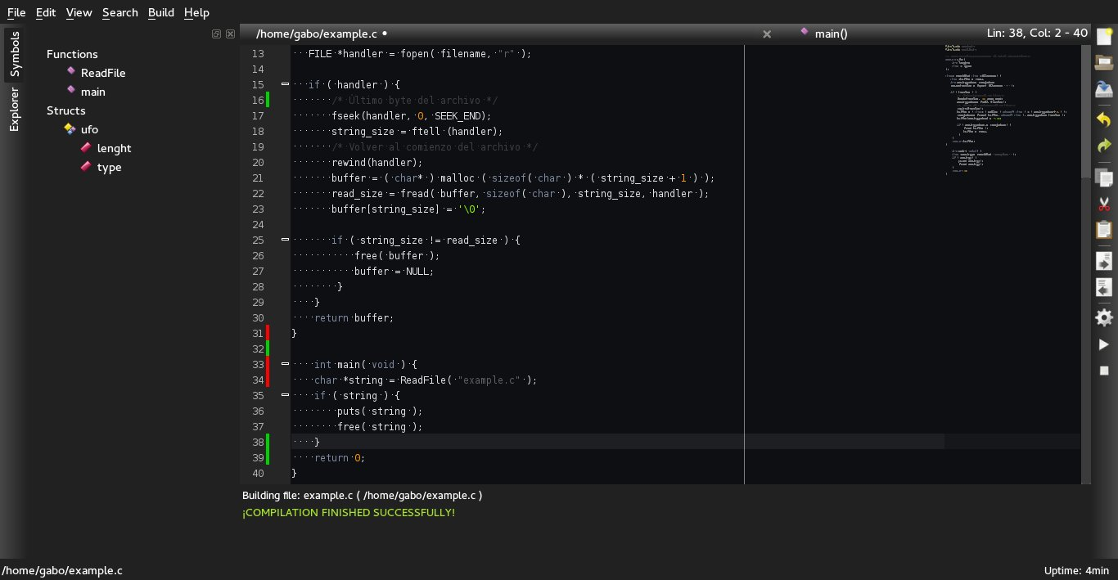 File Edit View Search Build Help
Symbols
Explorer
Functions
ReadFile
main
Structs
ufo
lenght
type
/home/gabo/example.c •
main()
Lin: 38, Col: 2 - 40
13 FILE *handler = fopen( filename, "r" );
14
15 if ( handler ) {
16 /* Último byte del archivo */
17 fseek(handler, 0, SEEK_END);
18 string_size = ftell (handler);
19 /* Volver al comienzo del archivo */
20 rewind(handler);
21 buffer = ( char* ) malloc ( sizeof( char ) * ( string_size + 1 ) );
22 read_size = fread( buffer, sizeof( char ), string_size, handler );
23 buffer[string_size] = '\0';
24
25 if ( string_size != read_size ) {
26 free( buffer );
27 buffer = NULL;
28 }
29 }
30 return buffer;
31 }
32
33 int main( void ) {
34 char *string = ReadFile( "example.c" );
35 if ( string ) {
36 puts( string );
37 free( string );
38 }
39 return 0;
40 }
Building file: example.c ( /home/gabo/example.c )
¡COMPILATION FINISHED SUCCESSFULLY!
/home/gabo/example.c
Uptime: 4min